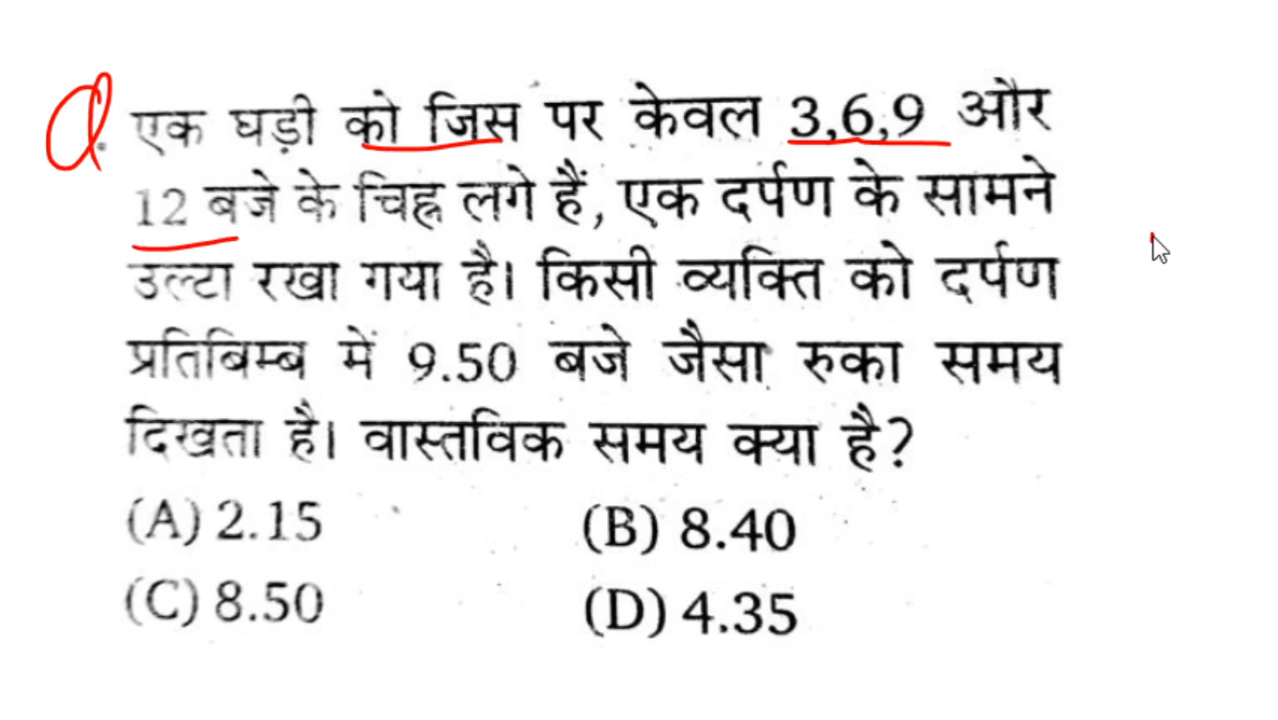 Q. एक घड़ी को जिस पर केवल 3,6,9 और
12 बजे के चिह्न लगे हैं, एक दर्पण के सामने
उल्टा रखा गया है। किसी व्यक्ति को दर्पण
प्रतिबिम्ब में 9.50 बजे जैसा रुका समय
दिखता है। वास्तविक समय क्या है?
(A) 2.15 (B) 8.40
(C) 8.50 (D) 4.35